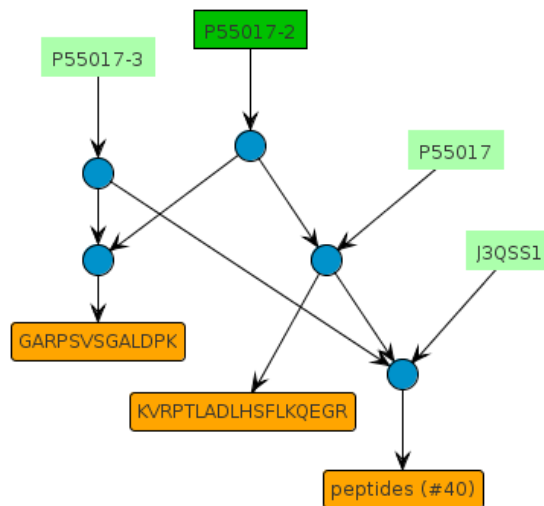 P55017-2
P55017-3
P55017
J3QSS1
GARPSVSGALDPK
KVRPTLADLHSFLKQEGR
peptides (#40)